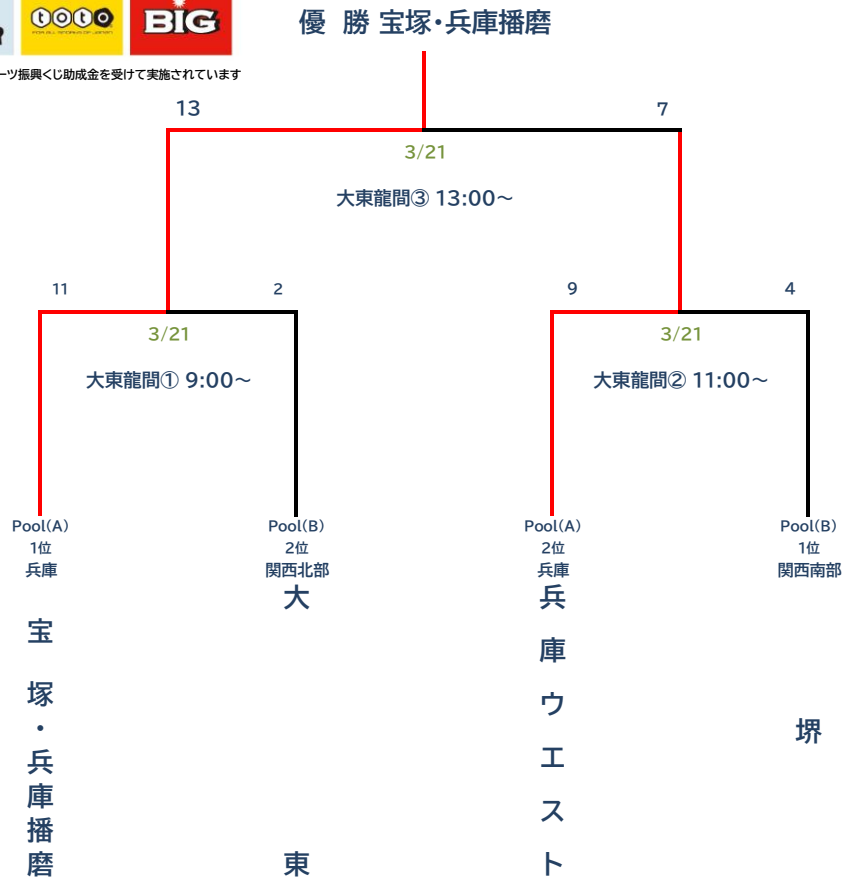 toto
BIG
優 勝 宝塚・兵庫播磨
ーツ振興くじ助成金を受けて実施されています
13
7
3/21
大東龍間③ 13:00～
11
2
9
4
3/21
3/21
大東龍間① 9:00～
大東龍間② 11:00～
Pool(A)
1位
兵庫
宝塚・兵庫播磨
Pool(B)
2位
関西北部
大東
Pool(A)
2位
兵庫
兵庫ウエスト
Pool(B)
1位
関西南部
堺